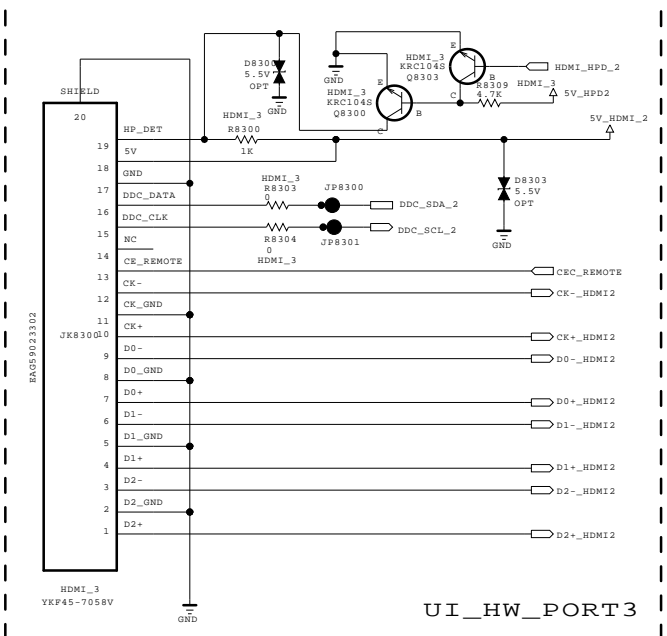 D8300
5.5V
OPT
GND
GND
E
HDMI_3
KRC104S
Q8303
B
C
HDMI_HPD_2
HDMI_3
KRC104S
Q8300
E
B
C
R8309
4.7K
HDMI_3
5V_HPD2
5V_HDMI_2
SHIELD
20
HP_DET
HDMI_3
R8300
1K
19
5V
18
GND
17
DDC_DATA
HDMI_3
R8303
0
JP8300
DDC_SDA_2
D8303
5.5V
OPT
GND
16
DDC_CLK
R8304
0
HDMI_3
JP8301
DDC_SCL_2
15
NC
14
CE_REMOTE
CEC_REMOTE
13
CK-
CK-_HDMI2
12
CK_GND
11
CK+
CK+_HDMI2
JK8300
10
D0-
D0-_HDMI2
9
D0_GND
8
D0+
D0+_HDMI2
7
D1-
D1-_HDMI2
6
D1_GND
5
D1+
D1+_HDMI2
4
D2-
D2-_HDMI2
3
D2_GND
2
D2+
D2+_HDMI2
1
EAG59023302
HDMI_3
YKF45-7058V
GND
UI_HW_PORT3